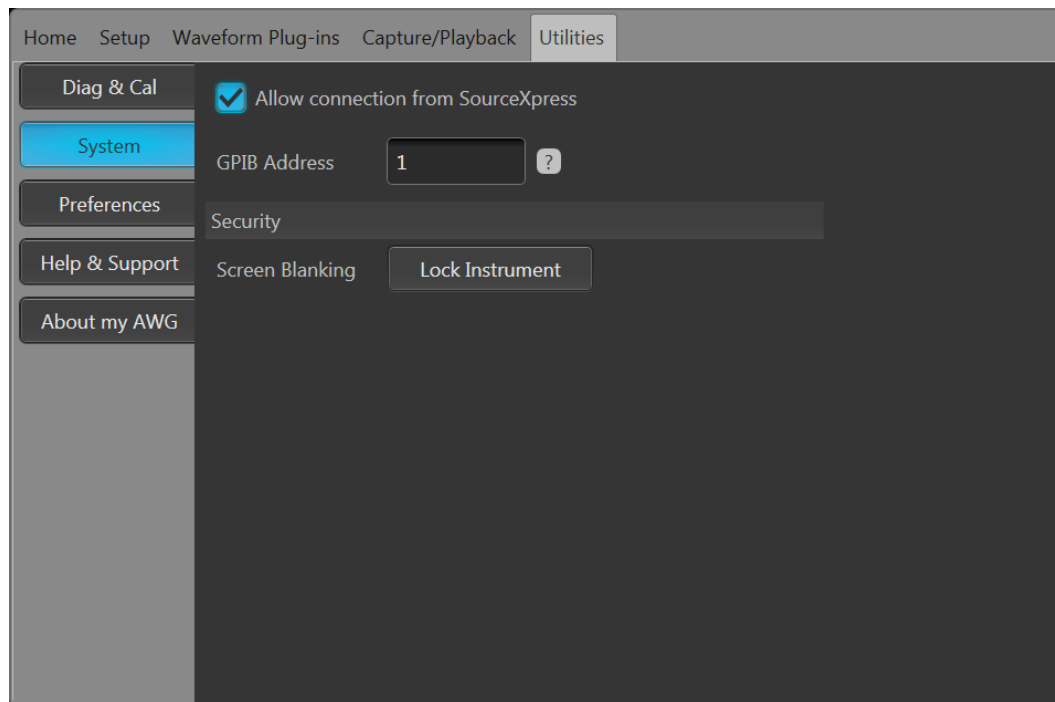 Home Setup Waveform Plug-ins Capture/Playback Utilities
Diag & Cal
System
Preferences
Help & Support
About my AWG
Allow connection from SourceXpress
GPIB Address 1 ?
Security
Screen Blanking Lock Instrument